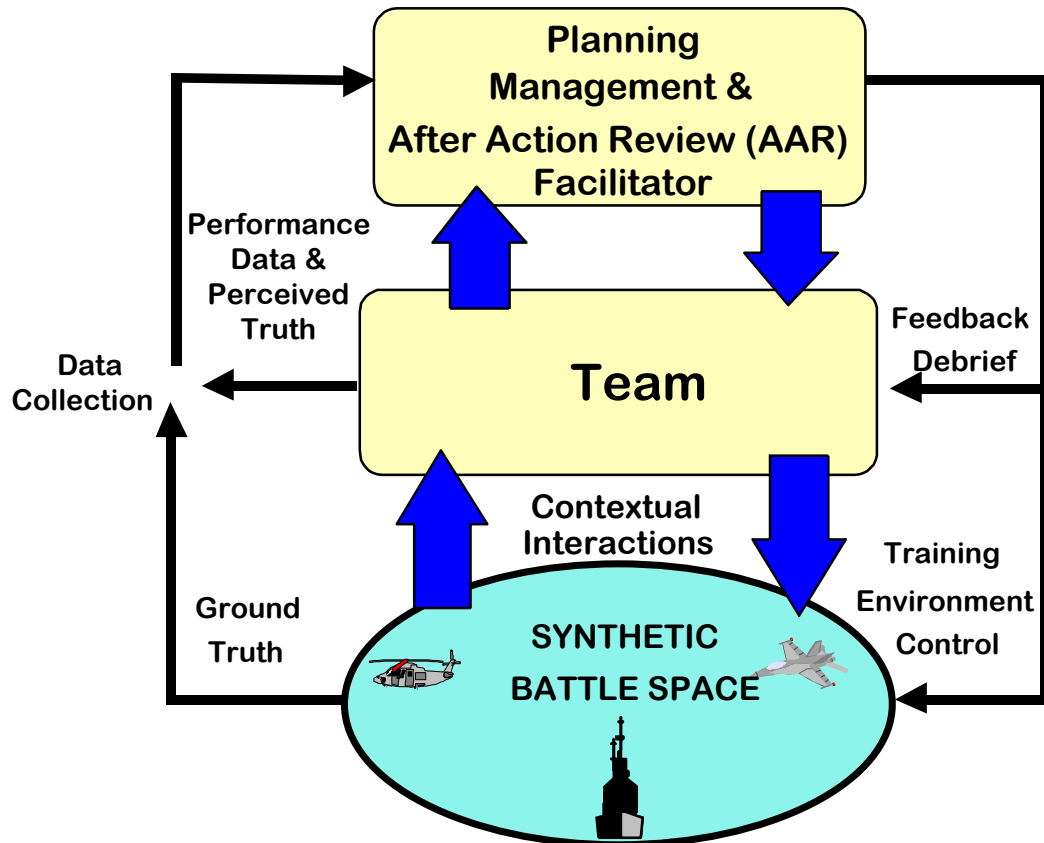 Planning
Management &
After Action Review (AAR)
Facilitator
Performance
Data &
Perceived
Truth
Feedback
Debrief
Data
Collection
Team
Contextual
Interactions
Training
Environment
Control
Ground
Truth
SYNTHETIC
BATTLE SPACE